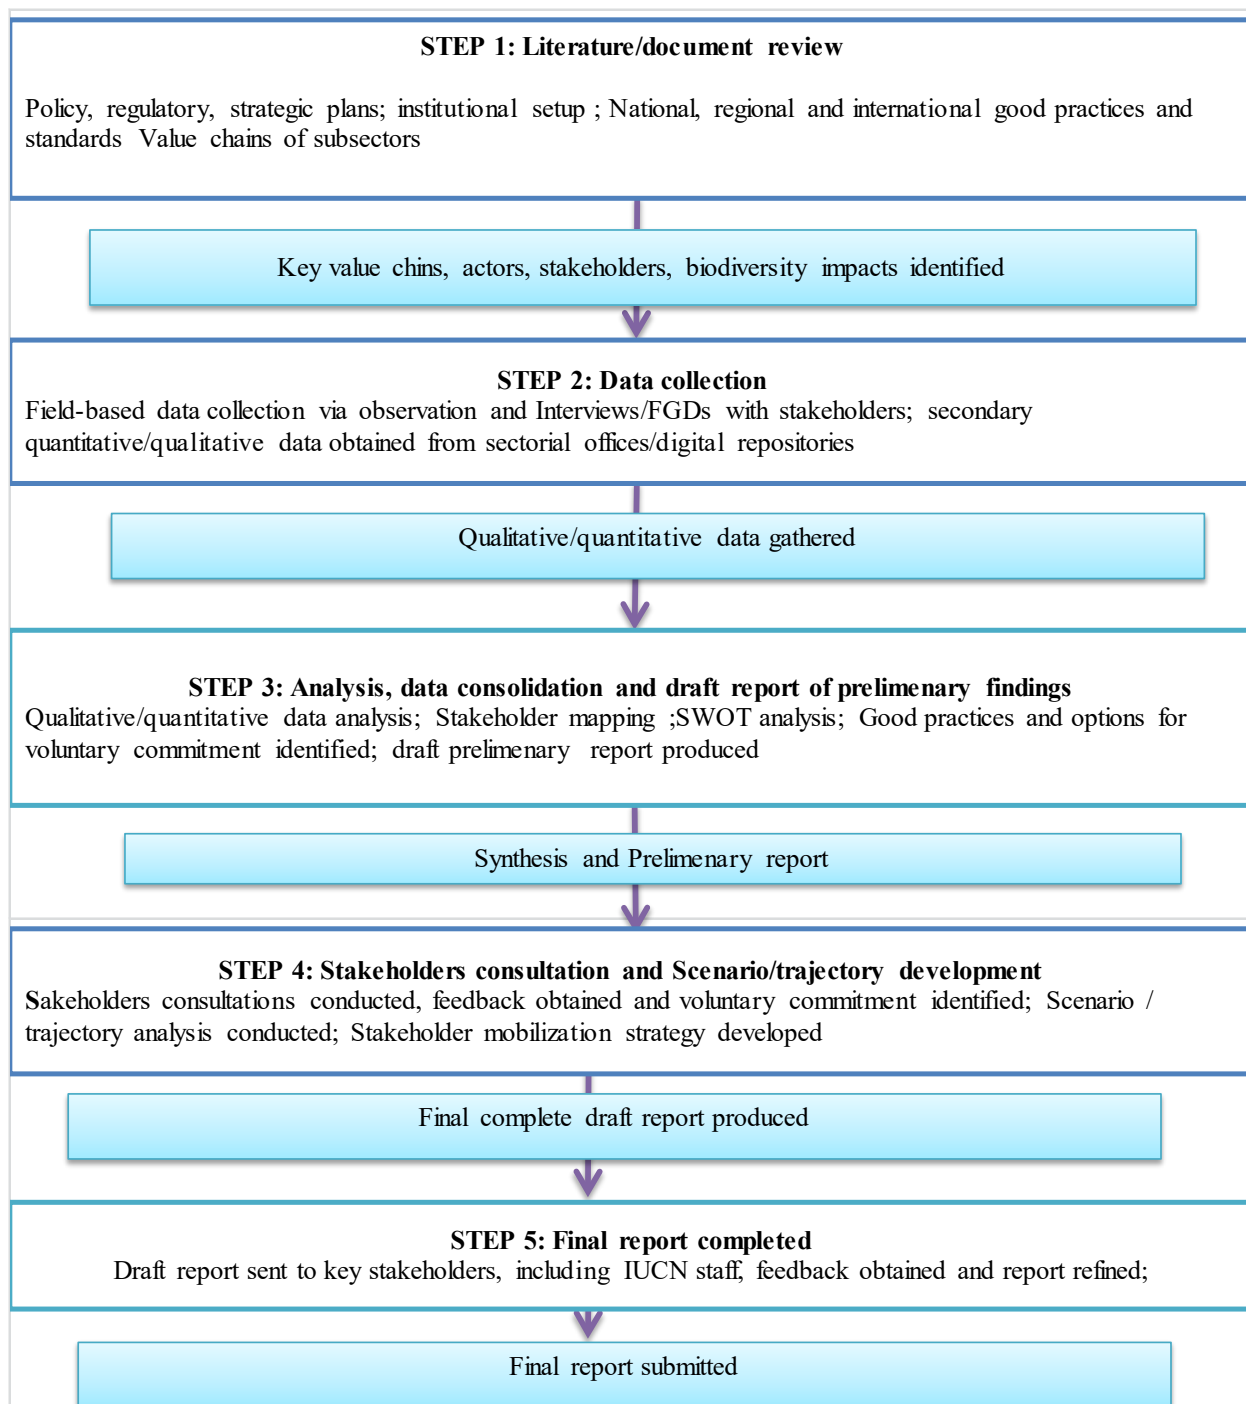 STEP 1: Literature/document review
Policy, regulatory, strategic plans; institutional setup ; National, regional and international good practices and
standards Value chains of subsectors
Key value chins, actors, stakeholders, biodiversity impacts identified
STEP 2: Data collection
Field-based data collection via observation and Interviews/FGDs with stakeholders; secondary
quantitative/qualitative data obtained from sectorial offices/digital repositories
Qualitative/quantitative data gathered
STEP 3: Analysis, data consolidation and draft report of prelimenary findings
Qualitative/quantitative data analysis; Stakeholder mapping ;SWOT analysis; Good practices and options for
voluntary commitment identified; draft prelimenary report produced
Synthesis and Prelimenary report
STEP 4: Stakeholders consultation and Scenario/trajectory development
Sakeholders consultations conducted, feedback obtained and voluntary commitment identified; Scenario /
trajectory analysis conducted; Stakeholder mobilization strategy developed
Final complete draft report produced
STEP 5: Final report completed
Draft report sent to key stakeholders, including IUCN staff, feedback obtained and report refined;
Final report submitted